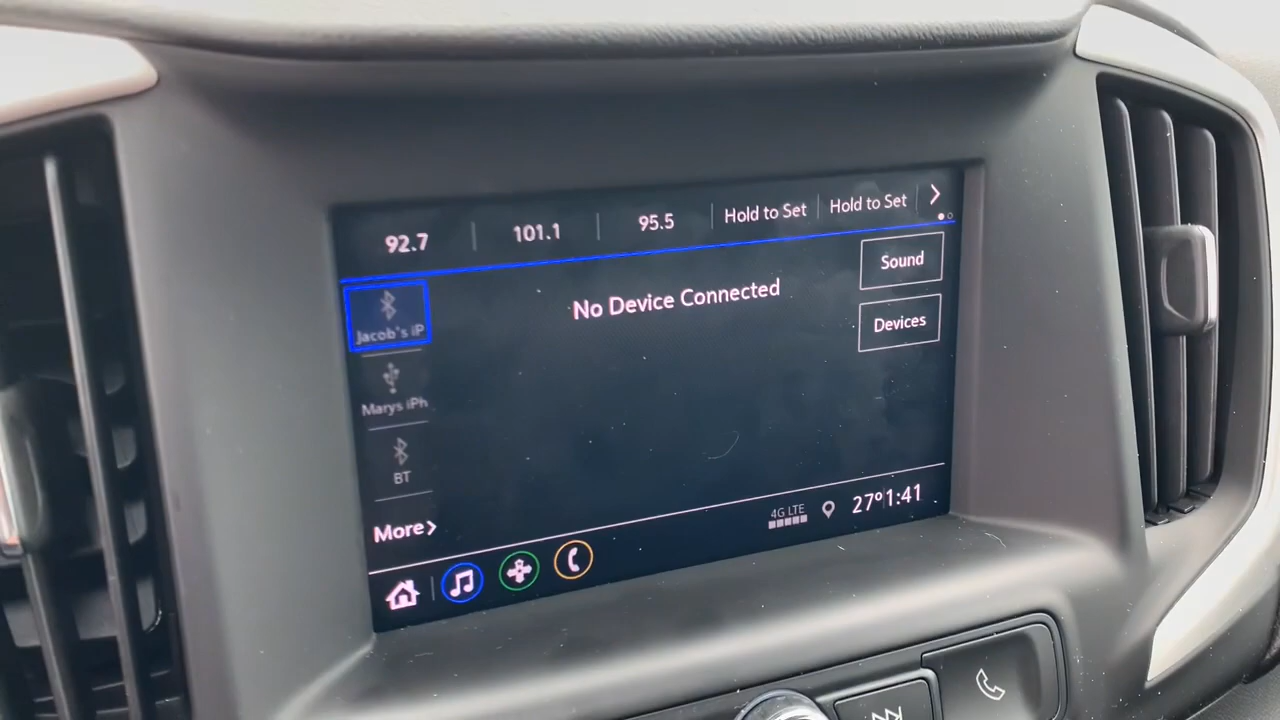 92.7
101.1
95.5
Hold to Set
Hold to Set
Sound
No Device Connected
Devices
Jacob's iP
Marys iPh
BT
More
4G LTE
27° 1:41